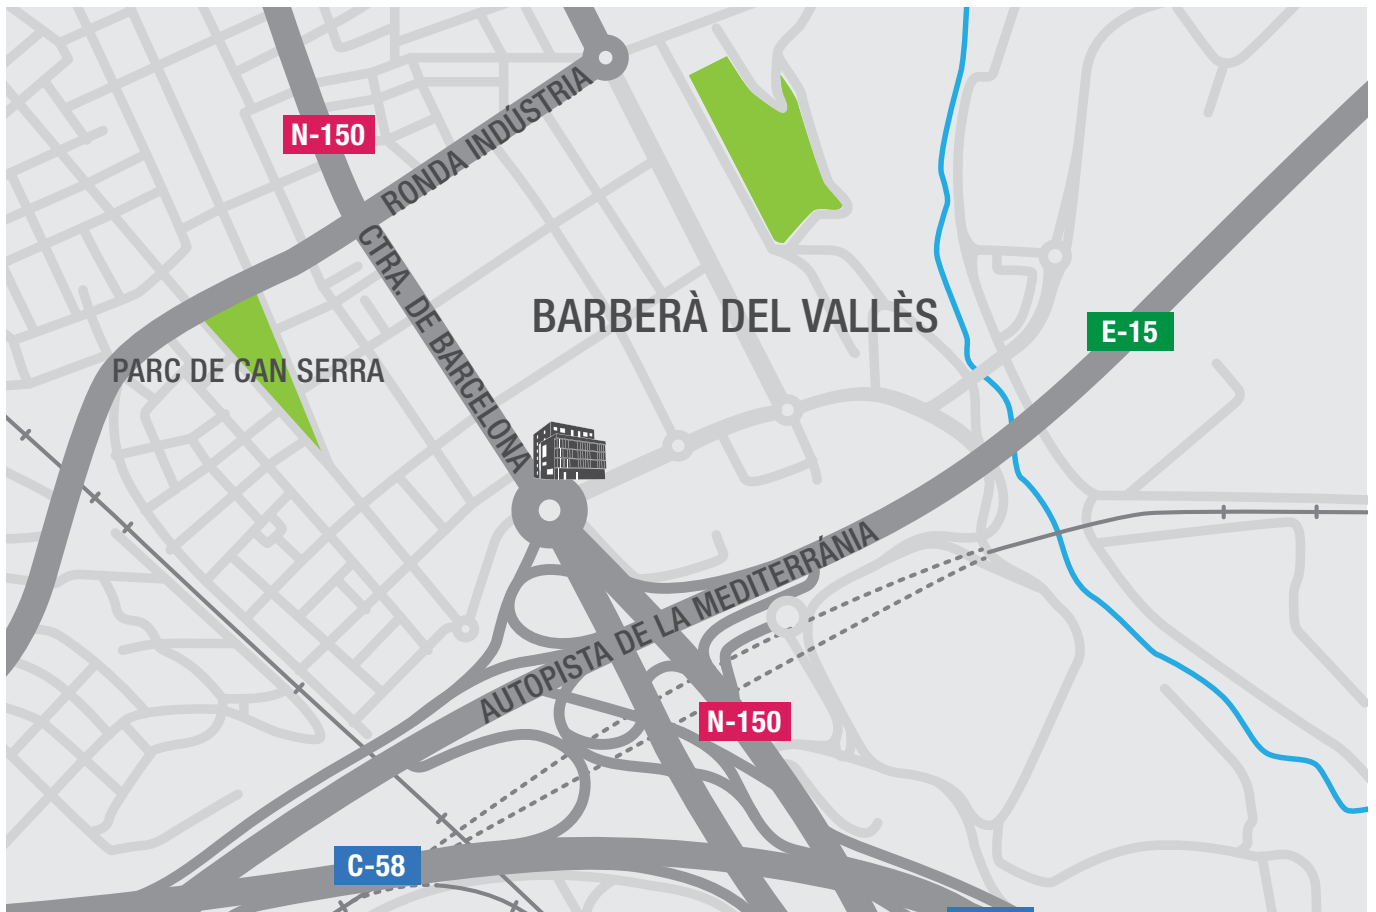 N-150
RONDA INDÚSTRIA
CTRA. DE BARCELONA
BARBERÀ DEL VALLÈS
E-15
PARC DE CAN SERRA
AUTOPISTA DE LA MEDITERRÁNIA
N-150
C-58